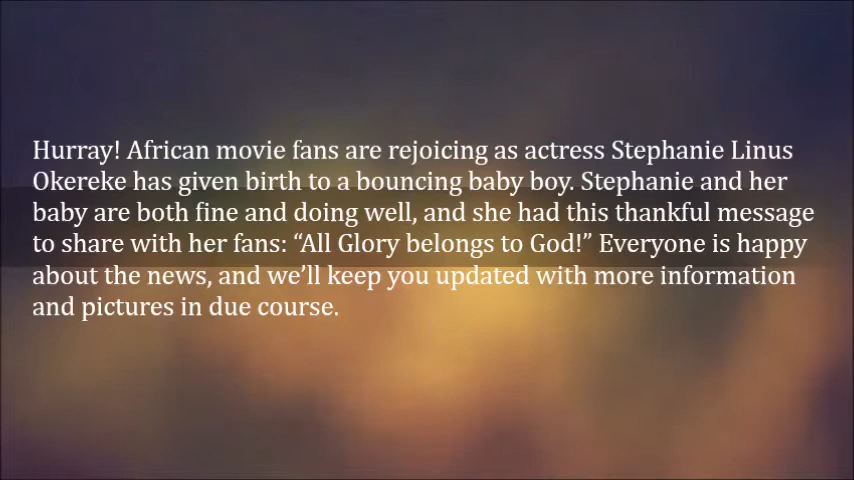 Hurray! African movie fans are rejoicing as actress Stephanie Linus
Okereke has given birth to a bouncing baby boy. Stephanie and her
baby are both fine and doing well, and she had this thankful message
to share with her fans: “All Glory belongs to God!” Everyone is happy
about the news, and we’ll keep you updated with more information
and pictures in due course.